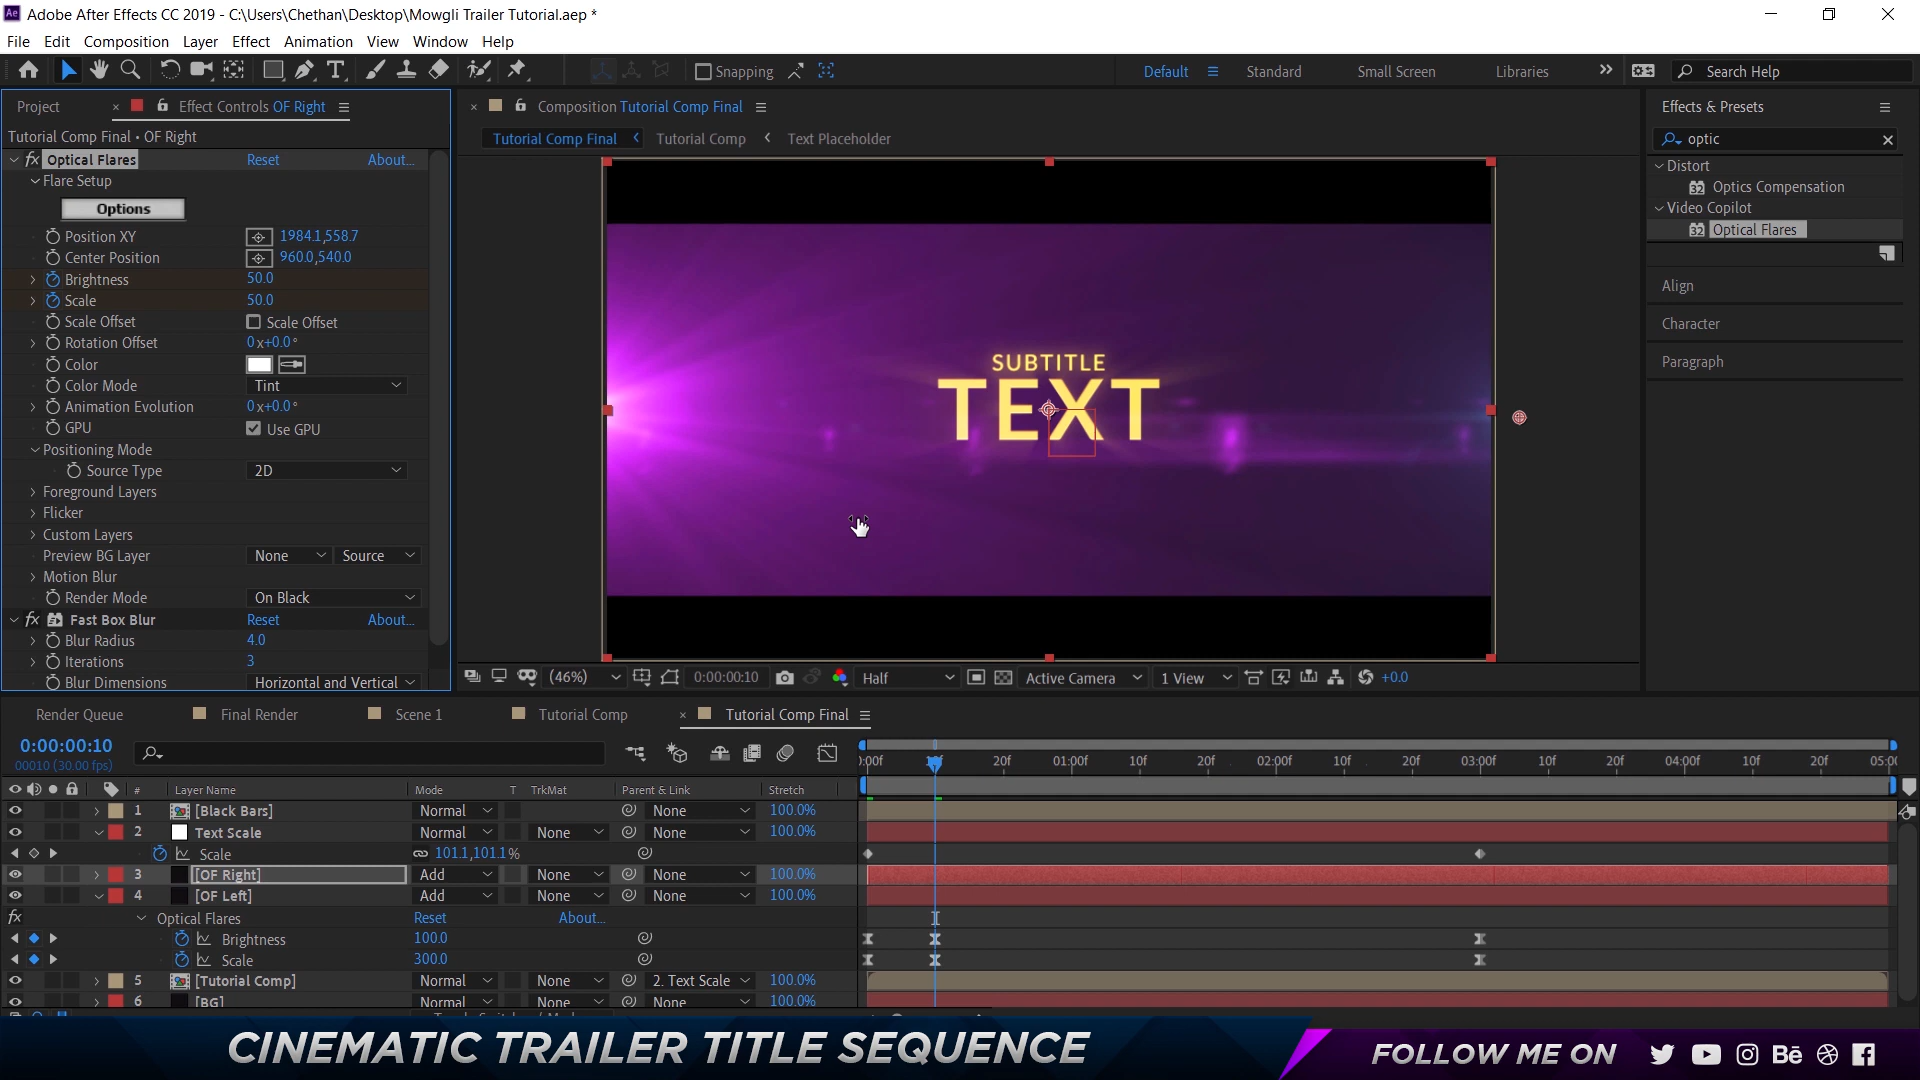 Adobe After Effects CC 2019 - C:\Users\Chethan\Desktop\Mowgli Trailer Tutorial.aep *
File Edit Composition Layer Effect Animation View Window Help
Snapping Default Standard Small Screen Libraries Search Help
Project Effect Controls OF Right
Composition Tutorial Comp Final
Effects & Presets
Tutorial Comp Final • OF Right
Tutorial Comp Final Tutorial Comp Text Placeholder
optic
Optical Flares Reset About...
Flare Setup
Options
Position XY 1984.1,558.7
Center Position 960.0,540.0
Brightness 50.0
Scale 50.0
Scale Offset Scale Offset
Rotation Offset 0x+0.0°
Color
Color Mode Tint
Animation Evolution 0x+0.0°
GPU Use GPU
Positioning Mode
Source Type 2D
Foreground Layers
Flicker
Custom Layers
Preview BG Layer None Source
Motion Blur
Render Mode On Black
Fast Box Blur Reset About...
Blur Radius 4.0
Iterations 3
Blur Dimensions Horizontal and Vertical
SUBTITLE
TEXT
Distort
32 Optics Compensation
Video Copilot
32 Optical Flares
Align
Character
Paragraph
(46%) 0:00:00:10 Half Active Camera 1 View +0.0
Render Queue Final Render Scene 1 Tutorial Comp Tutorial Comp Final
0:00:00:10
00010 (30.00 fps)
20f 01:00f 10f 20f 02:00f 10f 20f 03:00f 10f 20f 04:00f 10f 20f
# Layer Name Mode T TrkMat Parent & Link Stretch
1 [Black Bars] Normal None 100.0%
2 Text Scale Normal None None 100.0%
Scale 101.1,101.1%
3 [OF Right] Add None None 100.0%
4 [OF Left] Add None None 100.0%
fx Optical Flares Reset About...
Brightness 100.0
Scale 300.0
5 [Tutorial Comp] Normal None 2. Text Scale 100.0%
6 [BG] Normal None None 100.0%
CINEMATIC TRAILER TITLE SEQUENCE
FOLLOW ME ON